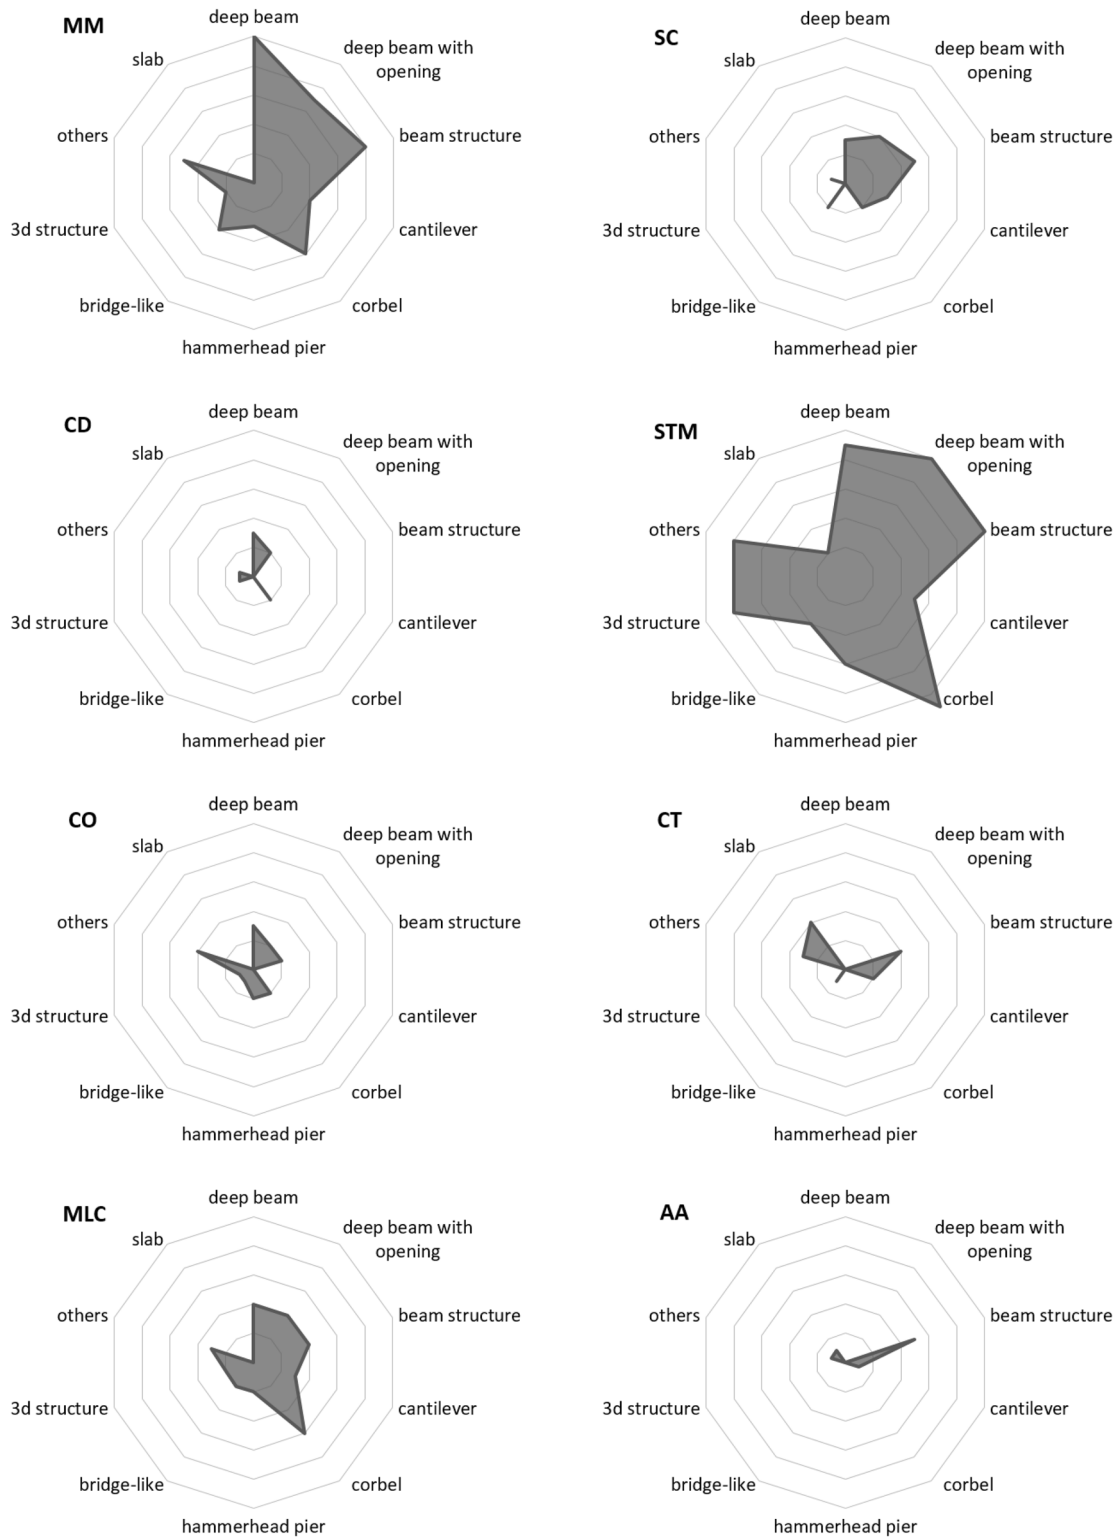 MM
deep beam
deep beam with
opening
slab
others
beam structure
3d structure
cantilever
bridge-like
corbel
hammerhead pier
SC
deep beam
deep beam with
opening
slab
others
beam structure
3d structure
cantilever
bridge-like
corbel
hammerhead pier
CD
deep beam
deep beam with
opening
slab
others
beam structure
3d structure
cantilever
bridge-like
corbel
hammerhead pier
STM
deep beam
deep beam with
opening
slab
others
beam structure
3d structure
cantilever
bridge-like
corbel
hammerhead pier
CO
deep beam
deep beam with
opening
slab
others
beam structure
3d structure
cantilever
bridge-like
corbel
hammerhead pier
CT
deep beam
deep beam with
opening
slab
others
beam structure
3d structure
cantilever
bridge-like
corbel
hammerhead pier
MLC
deep beam
deep beam with
opening
slab
others
beam structure
3d structure
cantilever
bridge-like
corbel
hammerhead pier
AA
deep beam
deep beam with
opening
slab
others
beam structure
3d structure
cantilever
bridge-like
corbel
hammerhead pier